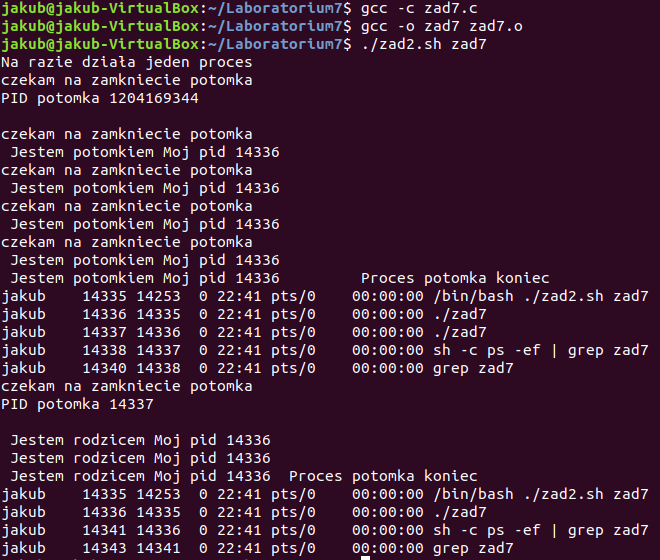 jakub@jakub-VirtualBox:~/Laboratorium7$ gcc -c zad7.c
jakub@jakub-VirtualBox:~/Laboratorium7$ gcc -o zad7 zad7.o
jakub@jakub-VirtualBox:~/Laboratorium7$ ./zad2.sh zad7
Na razie działa jeden proces
czekam na zamkniecie potomka
PID potomka 1204169344
czekam na zamkniecie potomka
Jestem potomkiem Moj pid 14336
czekam na zamkniecie potomka
Jestem potomkiem Moj pid 14336
czekam na zamkniecie potomka
Jestem potomkiem Moj pid 14336
czekam na zamkniecie potomka
Jestem potomkiem Moj pid 14336
Jestem potomkiem Moj pid 14336         Proces potomka koniec
jakub    14335 14253  0 22:41 pts/0    00:00:00 /bin/bash ./zad2.sh zad7
jakub    14336 14335  0 22:41 pts/0    00:00:00 ./zad7
jakub    14337 14336  0 22:41 pts/0    00:00:00 ./zad7
jakub    14338 14337  0 22:41 pts/0    00:00:00 sh -c ps -ef | grep zad7
jakub    14340 14338  0 22:41 pts/0    00:00:00 grep zad7
czekam na zamkniecie potomka
PID potomka 14337
Jestem rodzicem Moj pid 14336
Jestem rodzicem Moj pid 14336
Jestem rodzicem Moj pid 14336  Proces potomka koniec
jakub    14335 14253  0 22:41 pts/0    00:00:00 /bin/bash ./zad2.sh zad7
jakub    14336 14335  0 22:41 pts/0    00:00:00 ./zad7
jakub    14341 14336  0 22:41 pts/0    00:00:00 sh -c ps -ef | grep zad7
jakub    14343 14341  0 22:41 pts/0    00:00:00 grep zad7